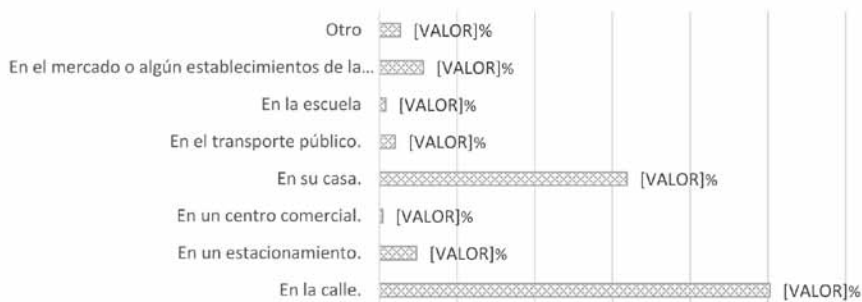 Otro [VALOR]%
En el mercado o algún establecimientos de la... [VALOR]%
En la escuela [VALOR]%
En el transporte público. [VALOR]%
En su casa. [VALOR]%
En un centro comercial. [VALOR]%
En un estacionamiento. [VALOR]%
En la calle. [VALOR]%